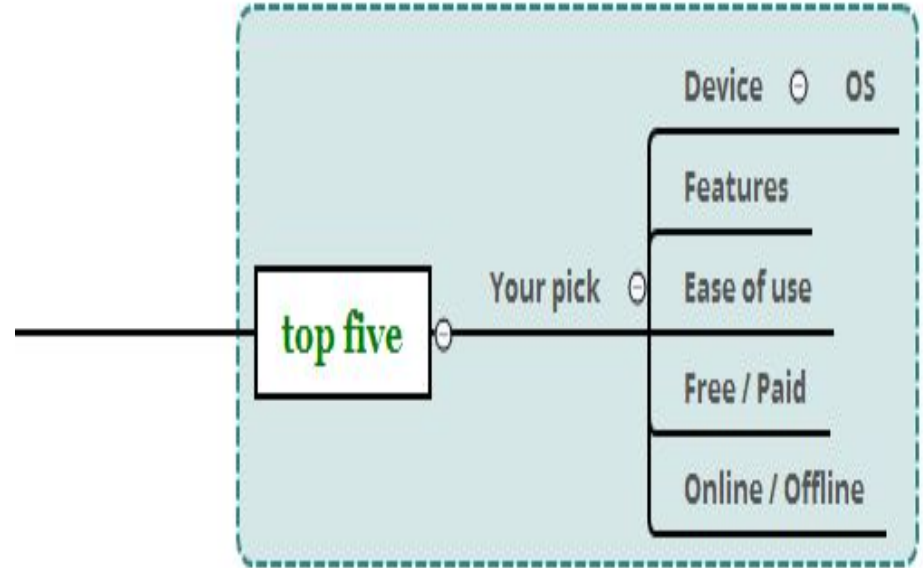 Device OS
Features
Your pick
Ease of use
top five
Free / Paid
Online / Offline